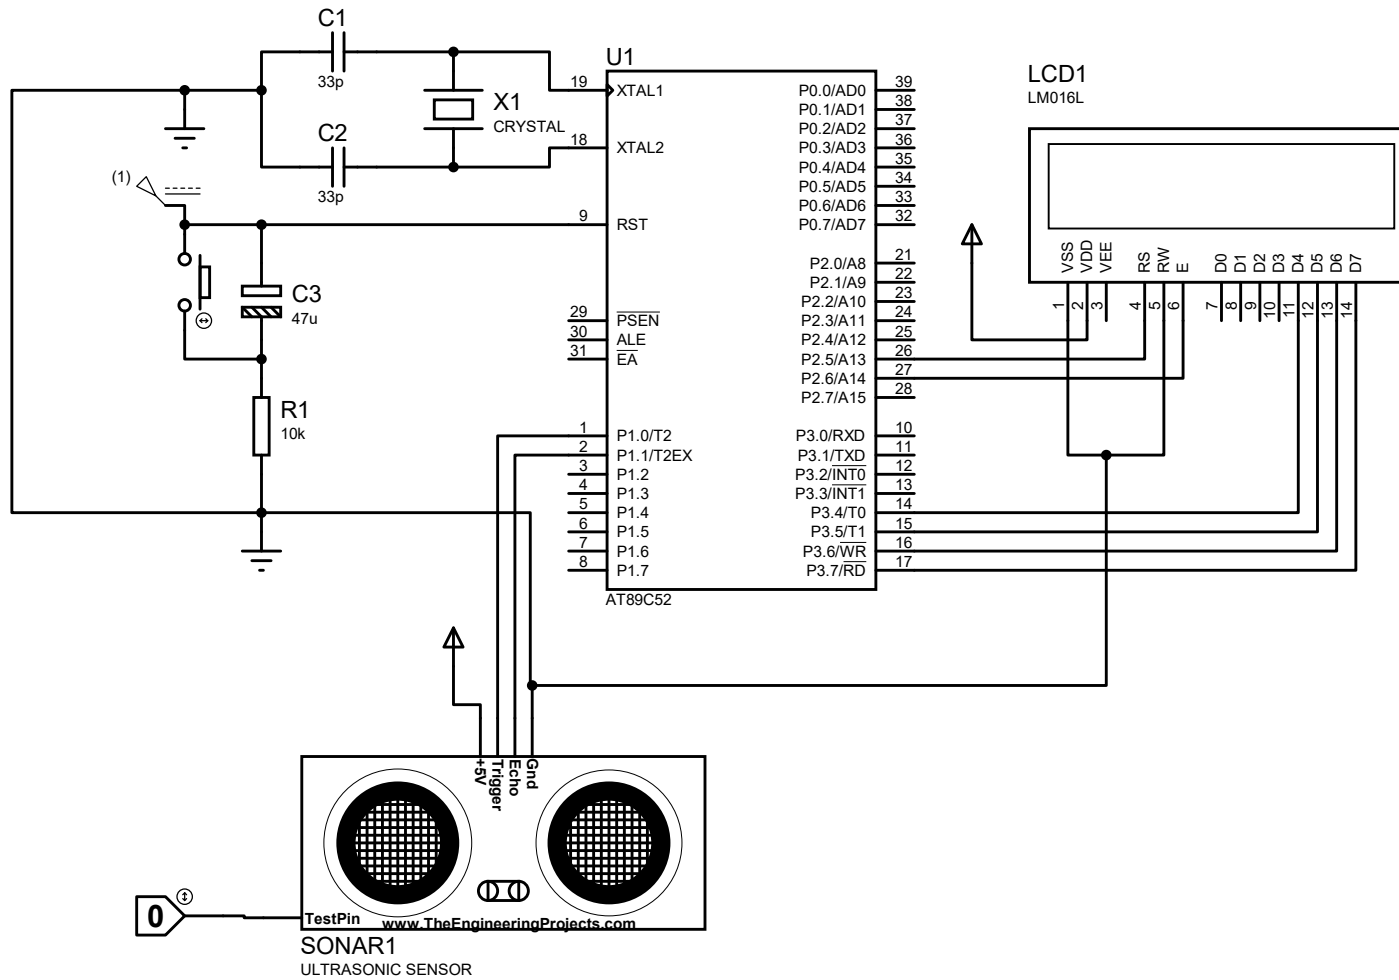 C1
33p
C2
33p
X1
CRYSTAL
(1)
C3
47u
R1
10k
U1
19 XTAL1
18 XTAL2
9 RST
29 PSEN
30 ALE
31 EA
1 P1.0/T2
2 P1.1/T2EX
3 P1.2
4 P1.3
5 P1.4
6 P1.5
7 P1.6
8 P1.7
P0.0/AD0 39
P0.1/AD1 38
P0.2/AD2 37
P0.3/AD3 36
P0.4/AD4 35
P0.5/AD5 34
P0.6/AD6 33
P0.7/AD7 32
P2.0/A8 21
P2.1/A9 22
P2.2/A10 23
P2.3/A11 24
P2.4/A12 25
P2.5/A13 26
P2.6/A14 27
P2.7/A15 28
P3.0/RXD 10
P3.1/TXD 11
P3.2/INT0 12
P3.3/INT1 13
P3.4/T0 14
P3.5/T1 15
P3.6/WR 16
P3.7/RD 17
AT89C52
LCD1
LM016L
VSS 1
VDD 2
VEE 3
RS 4
RW 5
E 6
D0 7
D1 8
D2 9
D3 10
D4 11
D5 12
D6 13
D7 14
+5V
Trigger
Echo
Gnd
0
TestPin
www.TheEngineeringProjects.com
SONAR1
ULTRASONIC SENSOR